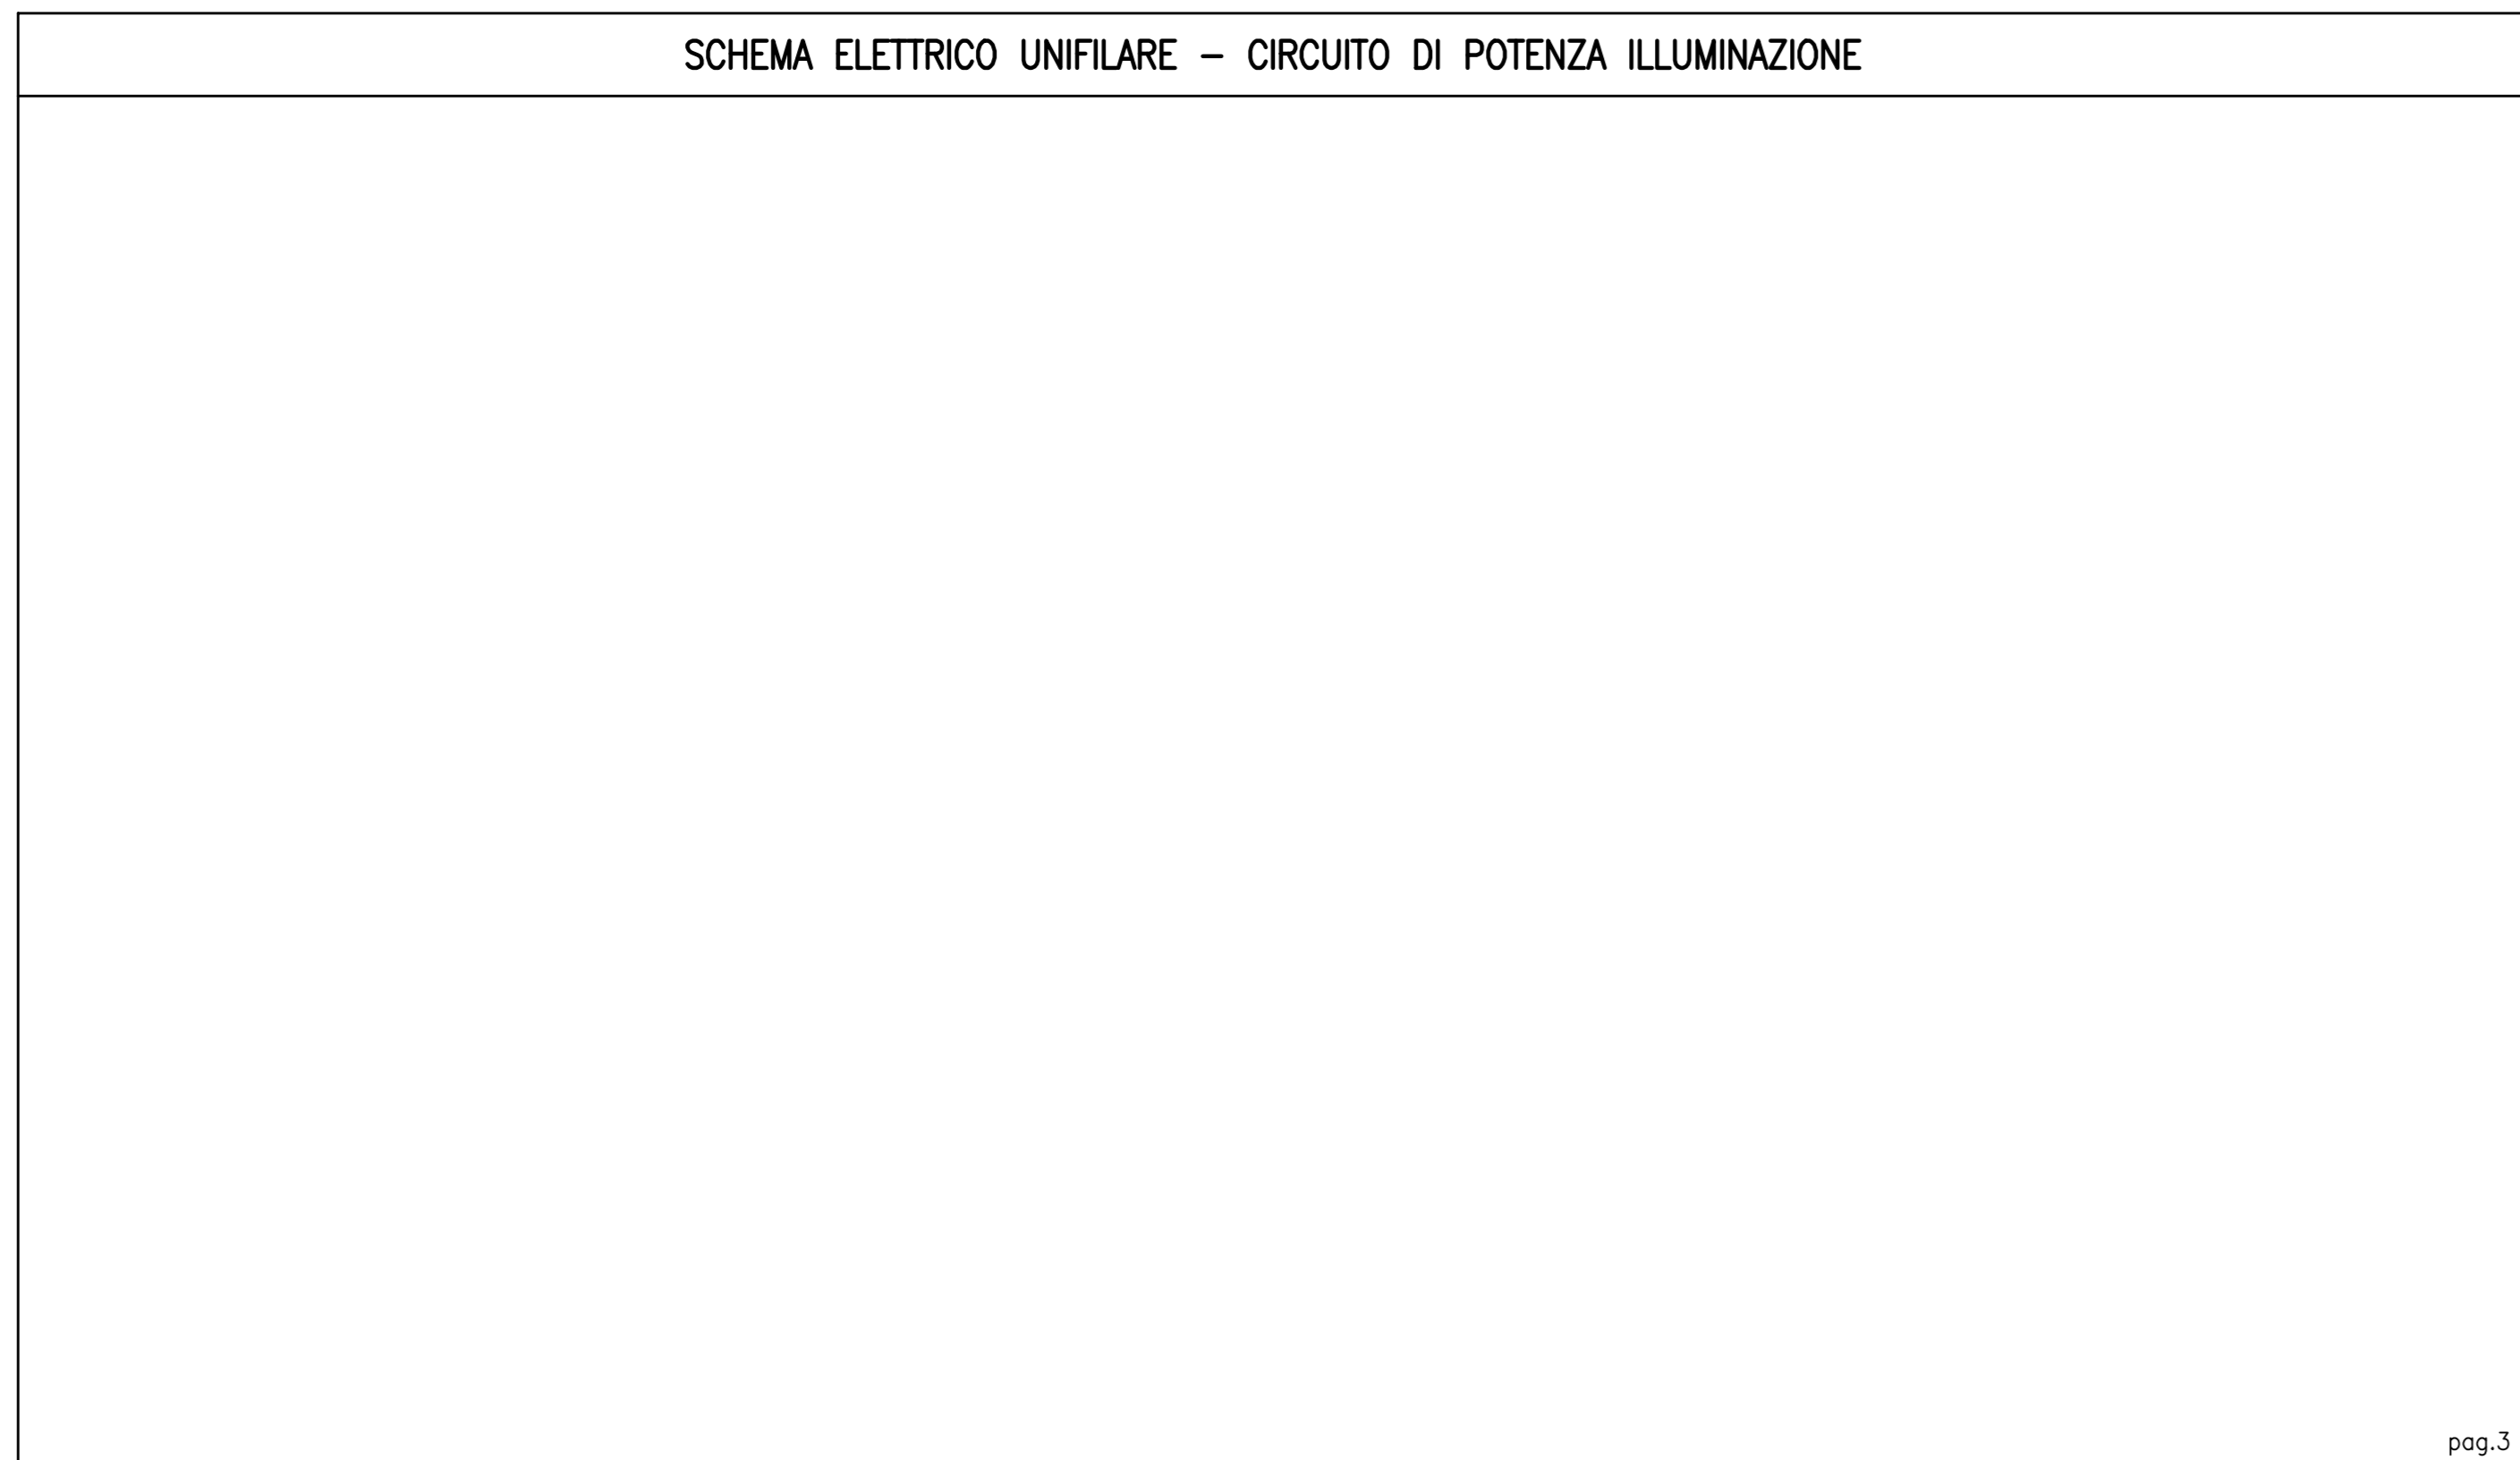 SCHEMA ELETTRICO UNIFILARE – CIRCUITO DI POTENZA ILLUMINAZIONE
pag.3